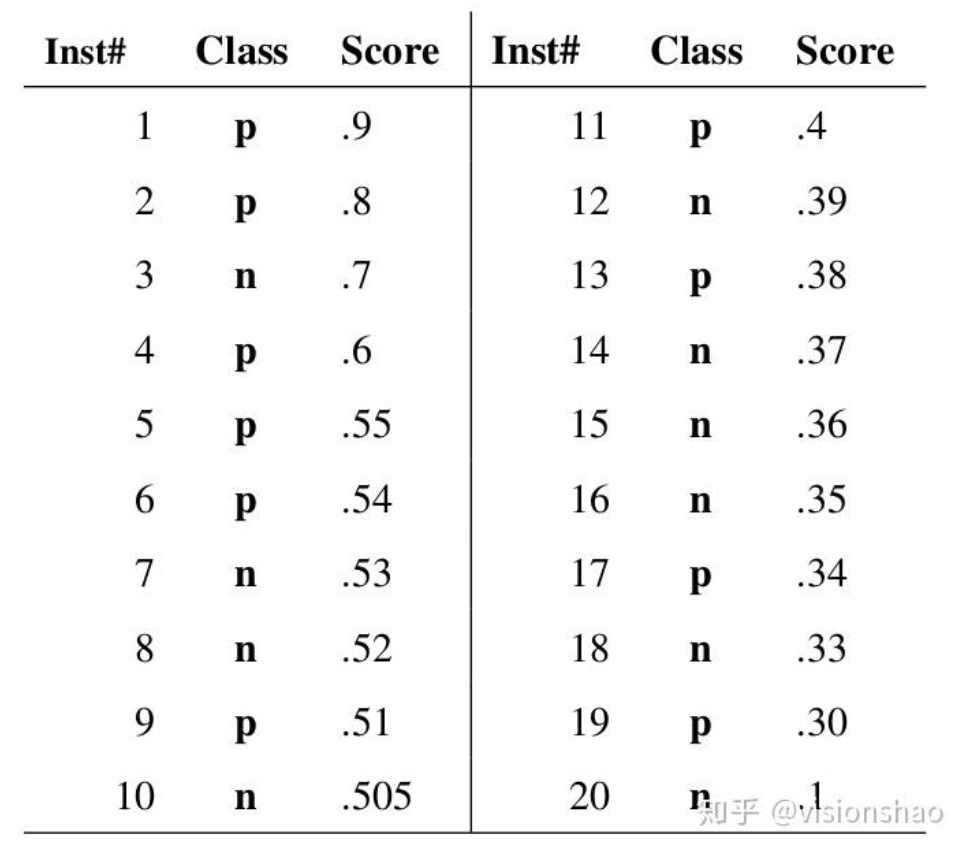 Inst# Class Score Inst# Class Score
1 p .9 11 p .4
2 p .8 12 n .39
3 n .7 13 p .38
4 p .6 14 n .37
5 p .55 15 n .36
6 p .54 16 n .35
7 n .53 17 p .34
8 n .52 18 n .33
9 p .51 19 p .30
10 n .505 20 n .1
知乎 @visionshao